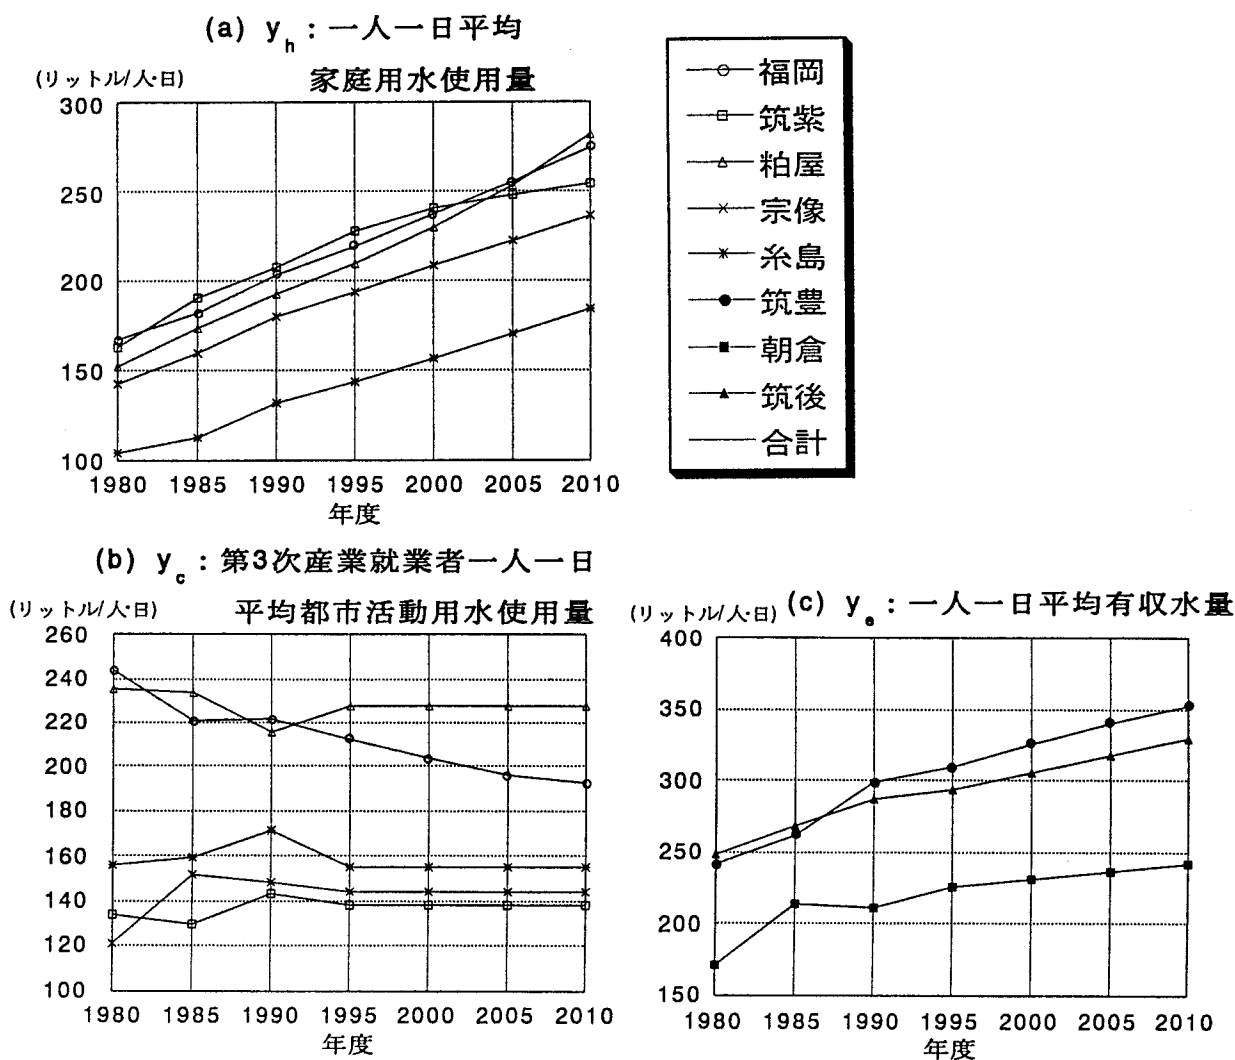 (a) yh：一人一日平均
(リットル/人・日)
家庭用水使用量
300
250
200
150
100
1980 1985 1990 1995 2000 2005 2010
年度
福岡
筑紫
粕屋
宗像
糸島
筑豊
朝倉
筑後
合計
(b) yc：第3次産業就業者一人一日
(リットル/人・日)
平均都市活動用水使用量
260
240
220
200
180
160
140
120
100
1980 1985 1990 1995 2000 2005 2010
年度
(リットル/人・日)
(c) ye：一人一日平均有収水量
400
350
300
250
200
150
1980 1985 1990 1995 2000 2005 2010
年度